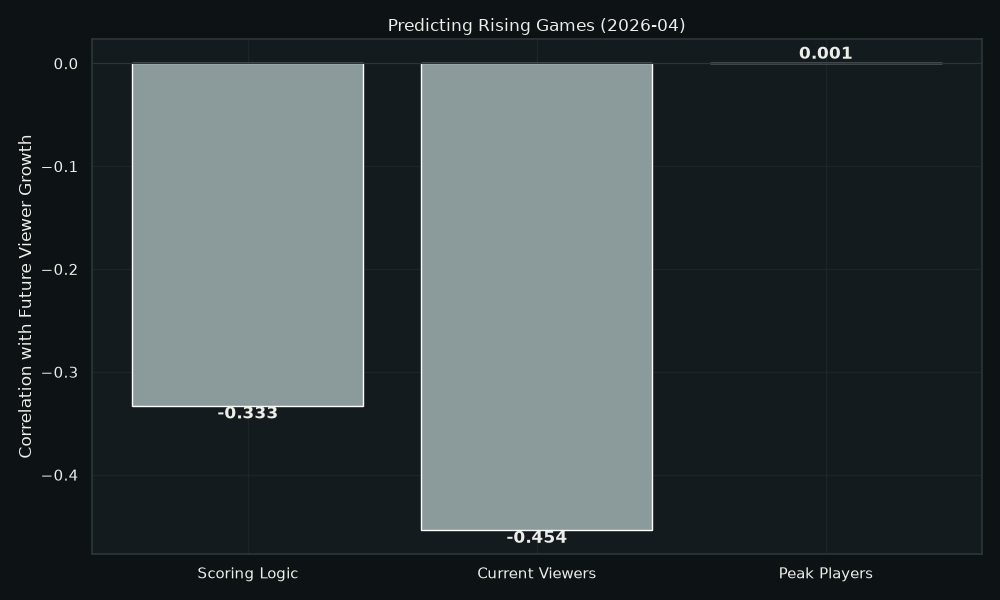 Predicting Rising Games (2026-04)
Correlation with Future Viewer Growth
0.0
−0.1
−0.2
−0.3
−0.4
-0.333
-0.454
0.001
Scoring Logic
Current Viewers
Peak Players